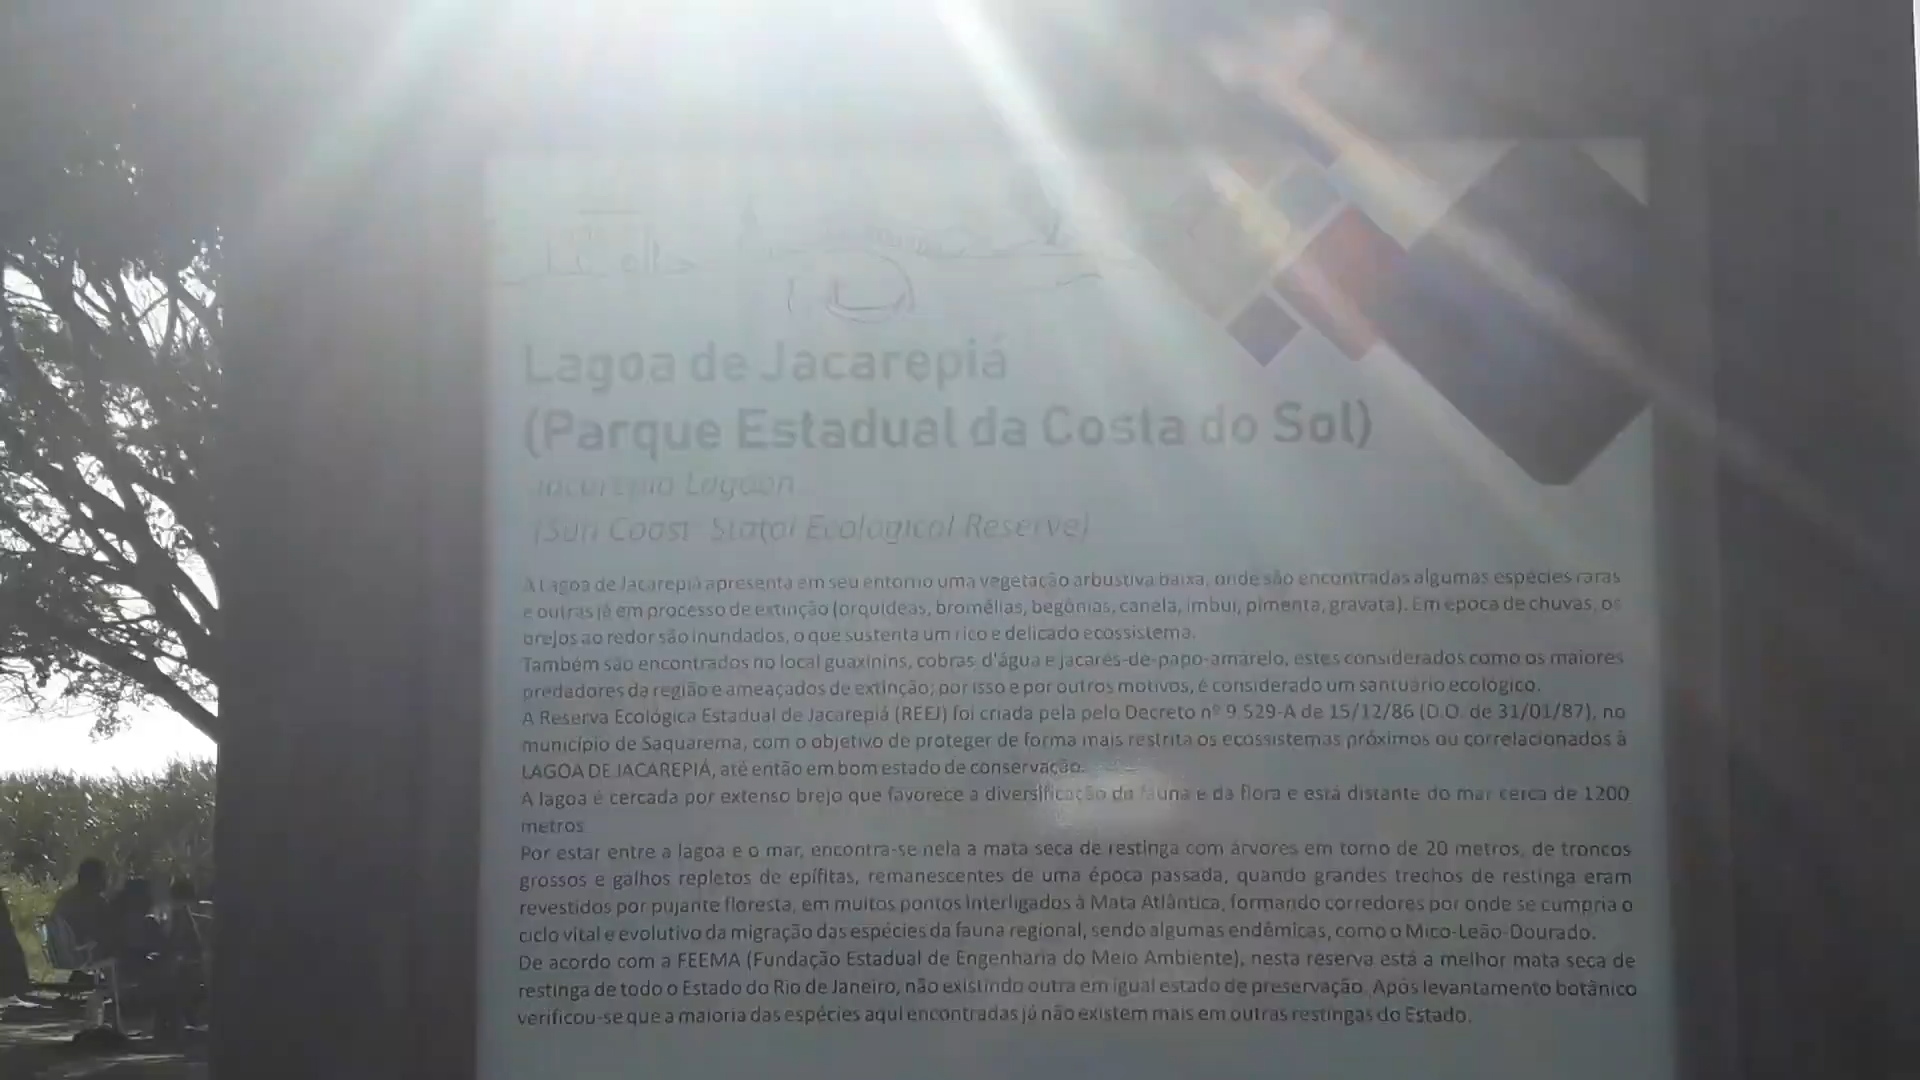 Lagoa de Jacarepiá
(Parque Estadual da Costa do Sol)
Jacarepia Lagoon
(Sun Coast Statal Ecological Reserve)
A Lagoa de Jacarepiá apresenta em seu entorno uma vegetação arbustiva baixa, onde são encontradas algumas espécies raras
e outras já em processo de extinção (orquídeas, bromélias, begônias, canela, imbuí, pimenta, gravatá). Em época de chuvas, os
brejos ao redor são inundados, o que sustenta um rico e delicado ecossistema.
Também são encontrados no local guaxinins, cobras d'água e jacarés-de-papo-amarelo, estes considerados como os maiores
predadores da região e ameaçados de extinção; por isso e por outros motivos, é considerado um santuário ecológico.
A Reserva Ecológica Estadual de Jacarepiá (REEJ) foi criada pela pelo Decreto nº 9.529-A de 15/12/86 (D.O. de 31/01/87), no
município de Saquarema, com o objetivo de proteger de forma mais restrita os ecossistemas próximos ou correlacionados à
LAGOA DE JACAREPIÁ, até então em bom estado de conservação.
A lagoa é cercada por extenso brejo que favorece a diversificação da fauna e da flora e está distante do mar cerca de 1200
metros.
Por estar entre a lagoa e o mar, encontra-se nela a mata seca de restinga com árvores em torno de 20 metros, de troncos
grossos e galhos repletos de epífitas, remanescentes de uma época passada, quando grandes trechos de restinga eram
revestidos por pujante floresta, em muitos pontos interligados à Mata Atlântica, formando corredores por onde se cumpria o
ciclo vital e evolutivo da migração das espécies da fauna regional, sendo algumas endêmicas, como o Mico-Leão-Dourado.
De acordo com a FEEMA (Fundação Estadual de Engenharia do Meio Ambiente), nesta reserva está a melhor mata seca de
restinga de todo o Estado do Rio de Janeiro, não existindo outra em igual estado de preservação. Após levantamento botânico
verificou-se que a maioria das espécies aqui encontradas já não existem mais em outras restingas do Estado.